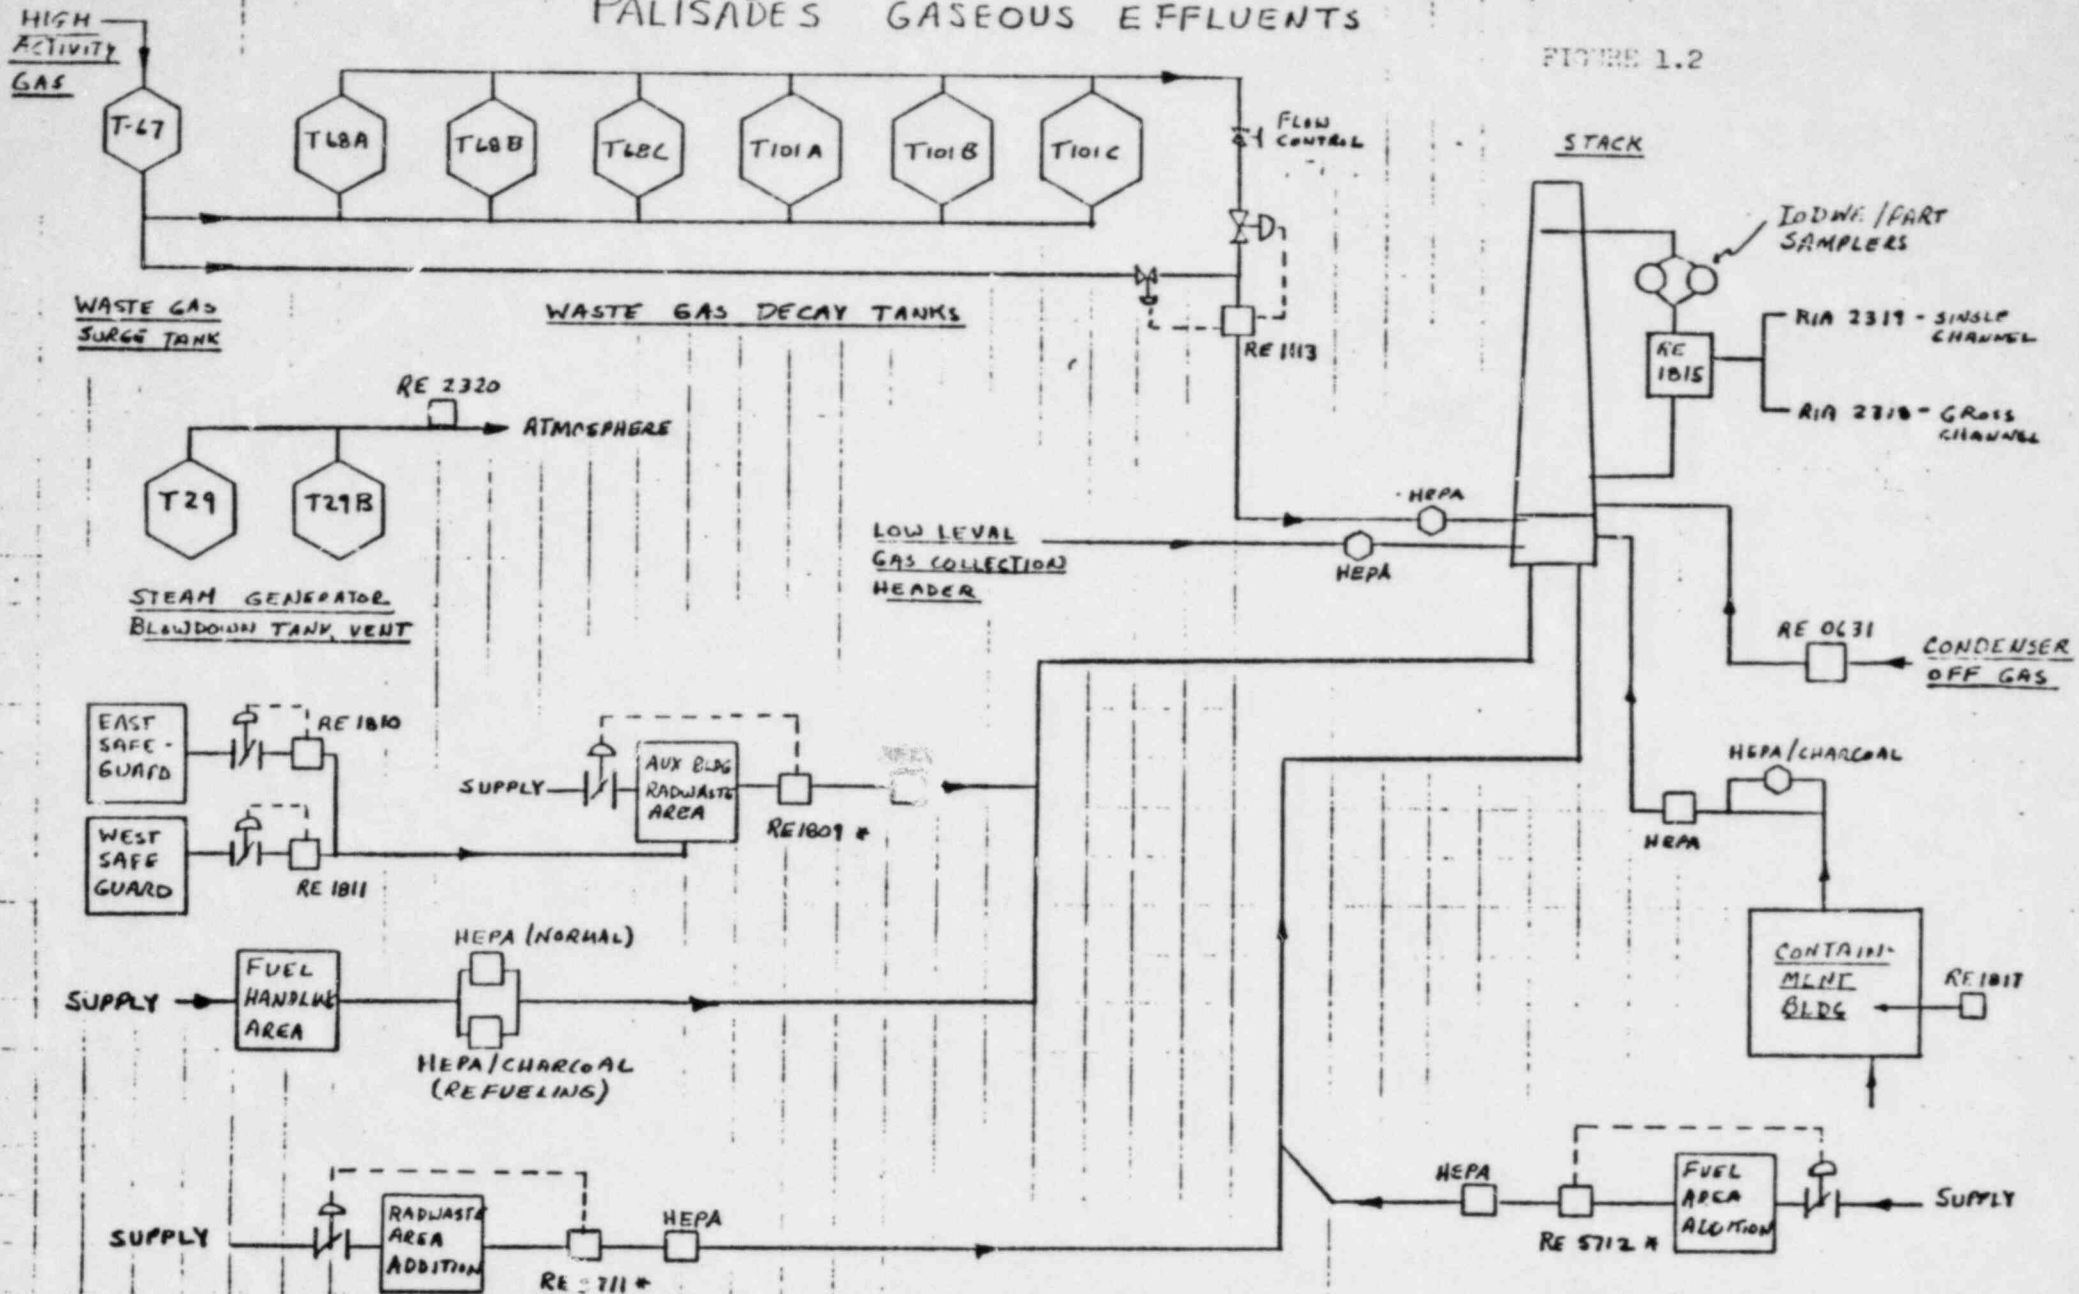 PALISADES GASEOUS EFFLUENTS
FIGURE 1.2
HIGH
ACTIVITY
GAS
T-67
T68A
T68B
T68C
T101A
T101B
T101C
FLOW
CONTROL
STACK
WASTE GAS
SURGE TANK
WASTE GAS DECAY TANKS
RE 1113
IODINE/PART
SAMPLERS
RE
1815
RIA 2319 - SINGLE
CHANNEL
RIA 2318 - GROSS
CHANNEL
RE 2320
ATMOSPHERE
T29
T29B
STEAM GENERATOR
BLOWDOWN TANK VENT
LOW LEVAL
GAS COLLECTION
HEADER
HEPA
HEPA
RE 0631
CONDENSER
OFF GAS
EAST
SAFE-
GUARD
RE 1810
WEST
SAFE
GUARD
RE 1811
SUPPLY
AUX BLDG
RADWASTE
AREA
RE 1809 *
HEPA/CHARCOAL
HEPA
CONTAIN-
MENT
BLDG
RE 1817
SUPPLY
FUEL
HANDLING
AREA
HEPA (NORMAL)
HEPA/CHARCOAL
(REFUELING)
SUPPLY
RADWASTE
AREA
ADDITION
RE 711 *
HEPA
HEPA
RE 5712 *
FUEL
AREA
ADDITION
SUPPLY